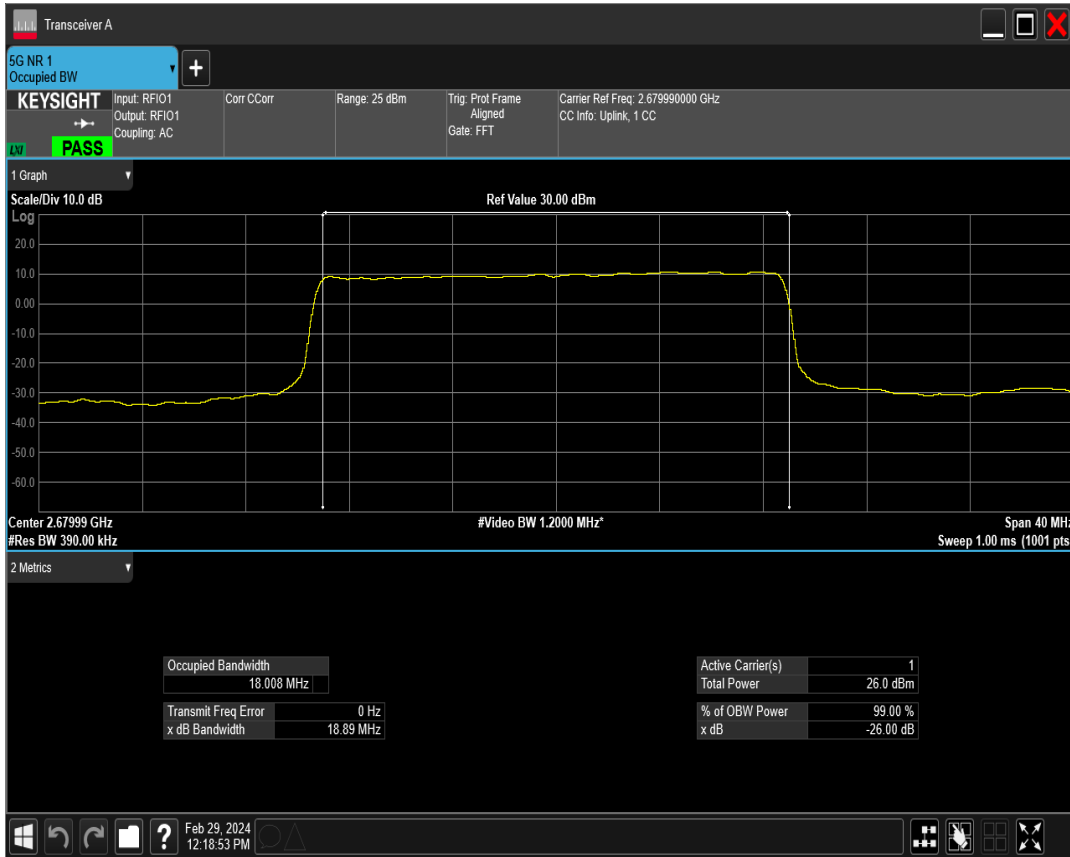 Transceiver A
5G NR 1
Occupied BW
+
KEYSIGHT
LXI
PASS
Input: RFIO1
Output: RFIO1
Coupling: AC
Corr CCorr
Range: 25 dBm
Trig: Prot Frame
Aligned
Gate: FFT
Carrier Ref Freq: 2.679990000 GHz
CC Info: Uplink, 1 CC
1 Graph
Scale/Div 10.0 dB
Ref Value 30.00 dBm
Log
20.0
10.0
0.00
-10.0
-20.0
-30.0
-40.0
-50.0
-60.0
Center 2.67999 GHz
#Video BW 1.2000 MHz*
Span 40 MHz
#Res BW 390.00 kHz
Sweep 1.00 ms (1001 pts
2 Metrics
Occupied Bandwidth
18.008 MHz
Transmit Freq Error 0 Hz
x dB Bandwidth 18.89 MHz
Active Carrier(s) 1
Total Power 26.0 dBm
% of OBW Power 99.00 %
x dB -26.00 dB
?
Feb 29, 2024
12:18:53 PM